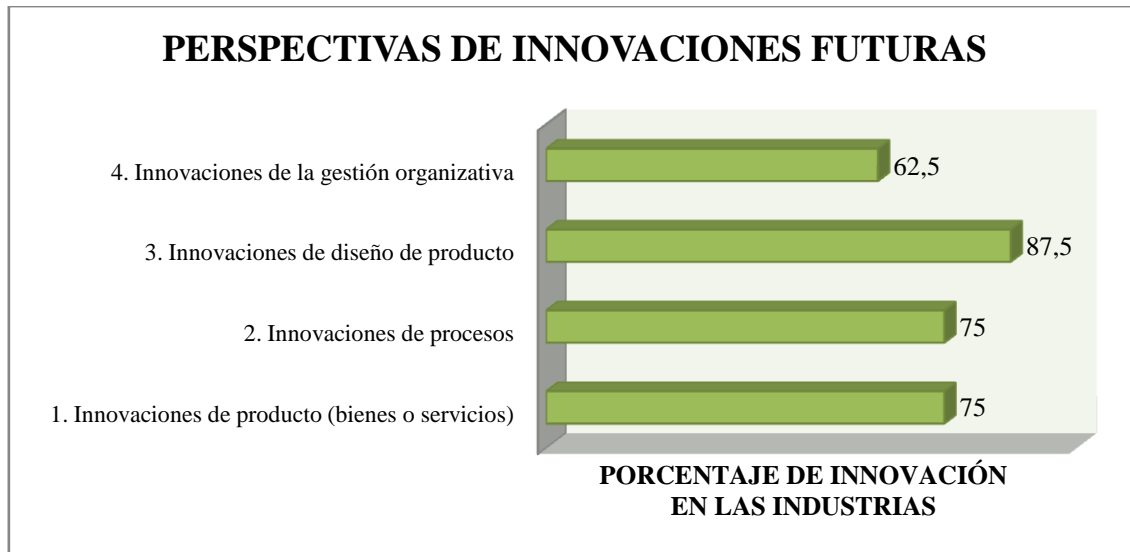 PERSPECTIVAS DE INNOVACIONES FUTURAS
4. Innovaciones de la gestión organizativa
62,5
3. Innovaciones de diseño de producto
87,5
2. Innovaciones de procesos
75
1. Innovaciones de producto (bienes o servicios)
75
PORCENTAJE DE INNOVACIÓN
EN LAS INDUSTRIAS